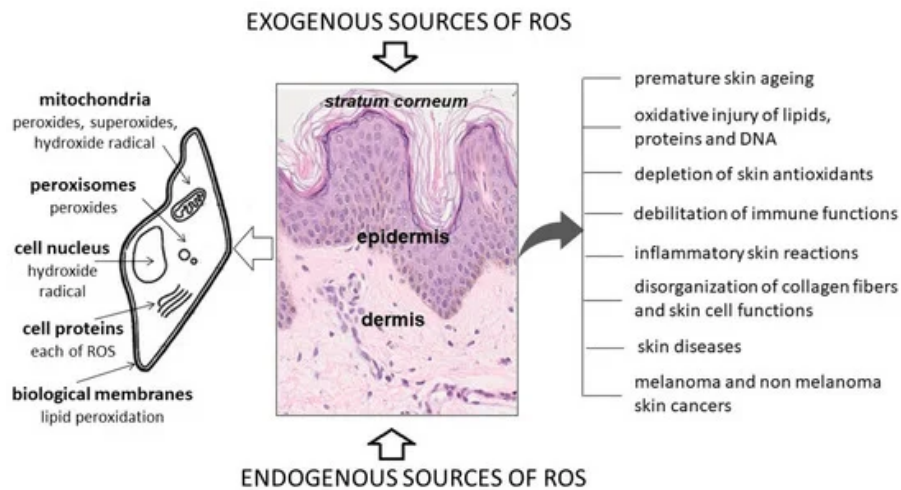 EXOGENOUS SOURCES OF ROS
mitochondria
peroxides, superoxides,
hydroxide radical
peroxisomes
peroxides
cell nucleus
hydroxide
radical
cell proteins
each of ROS
biological membranes
lipid peroxidation
stratum corneum
epidermis
dermis
premature skin ageing
oxidative injury of lipids,
proteins and DNA
depletion of skin antioxidants
debilitation of immune functions
inflammatory skin reactions
disorganization of collagen fibers
and skin cell functions
skin diseases
melanoma and non melanoma
skin cancers
ENDOGENOUS SOURCES OF ROS